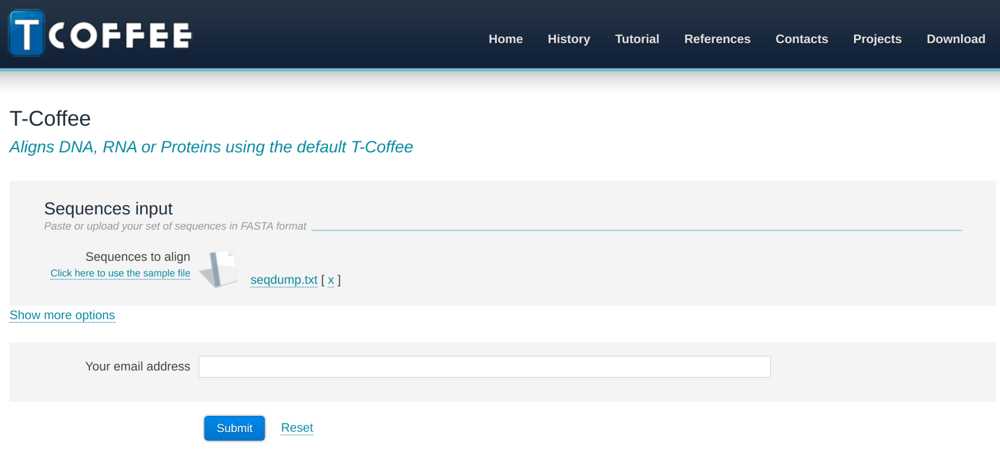 T COFFEE
Home History Tutorial References Contacts Projects Download
T-Coffee
Aligns DNA, RNA or Proteins using the default T-Coffee
Sequences input
Paste or upload your set of sequences in FASTA format
Sequences to align
Click here to use the sample file
seqdump.txt [ x ]
Show more options
Your email address
Submit Reset